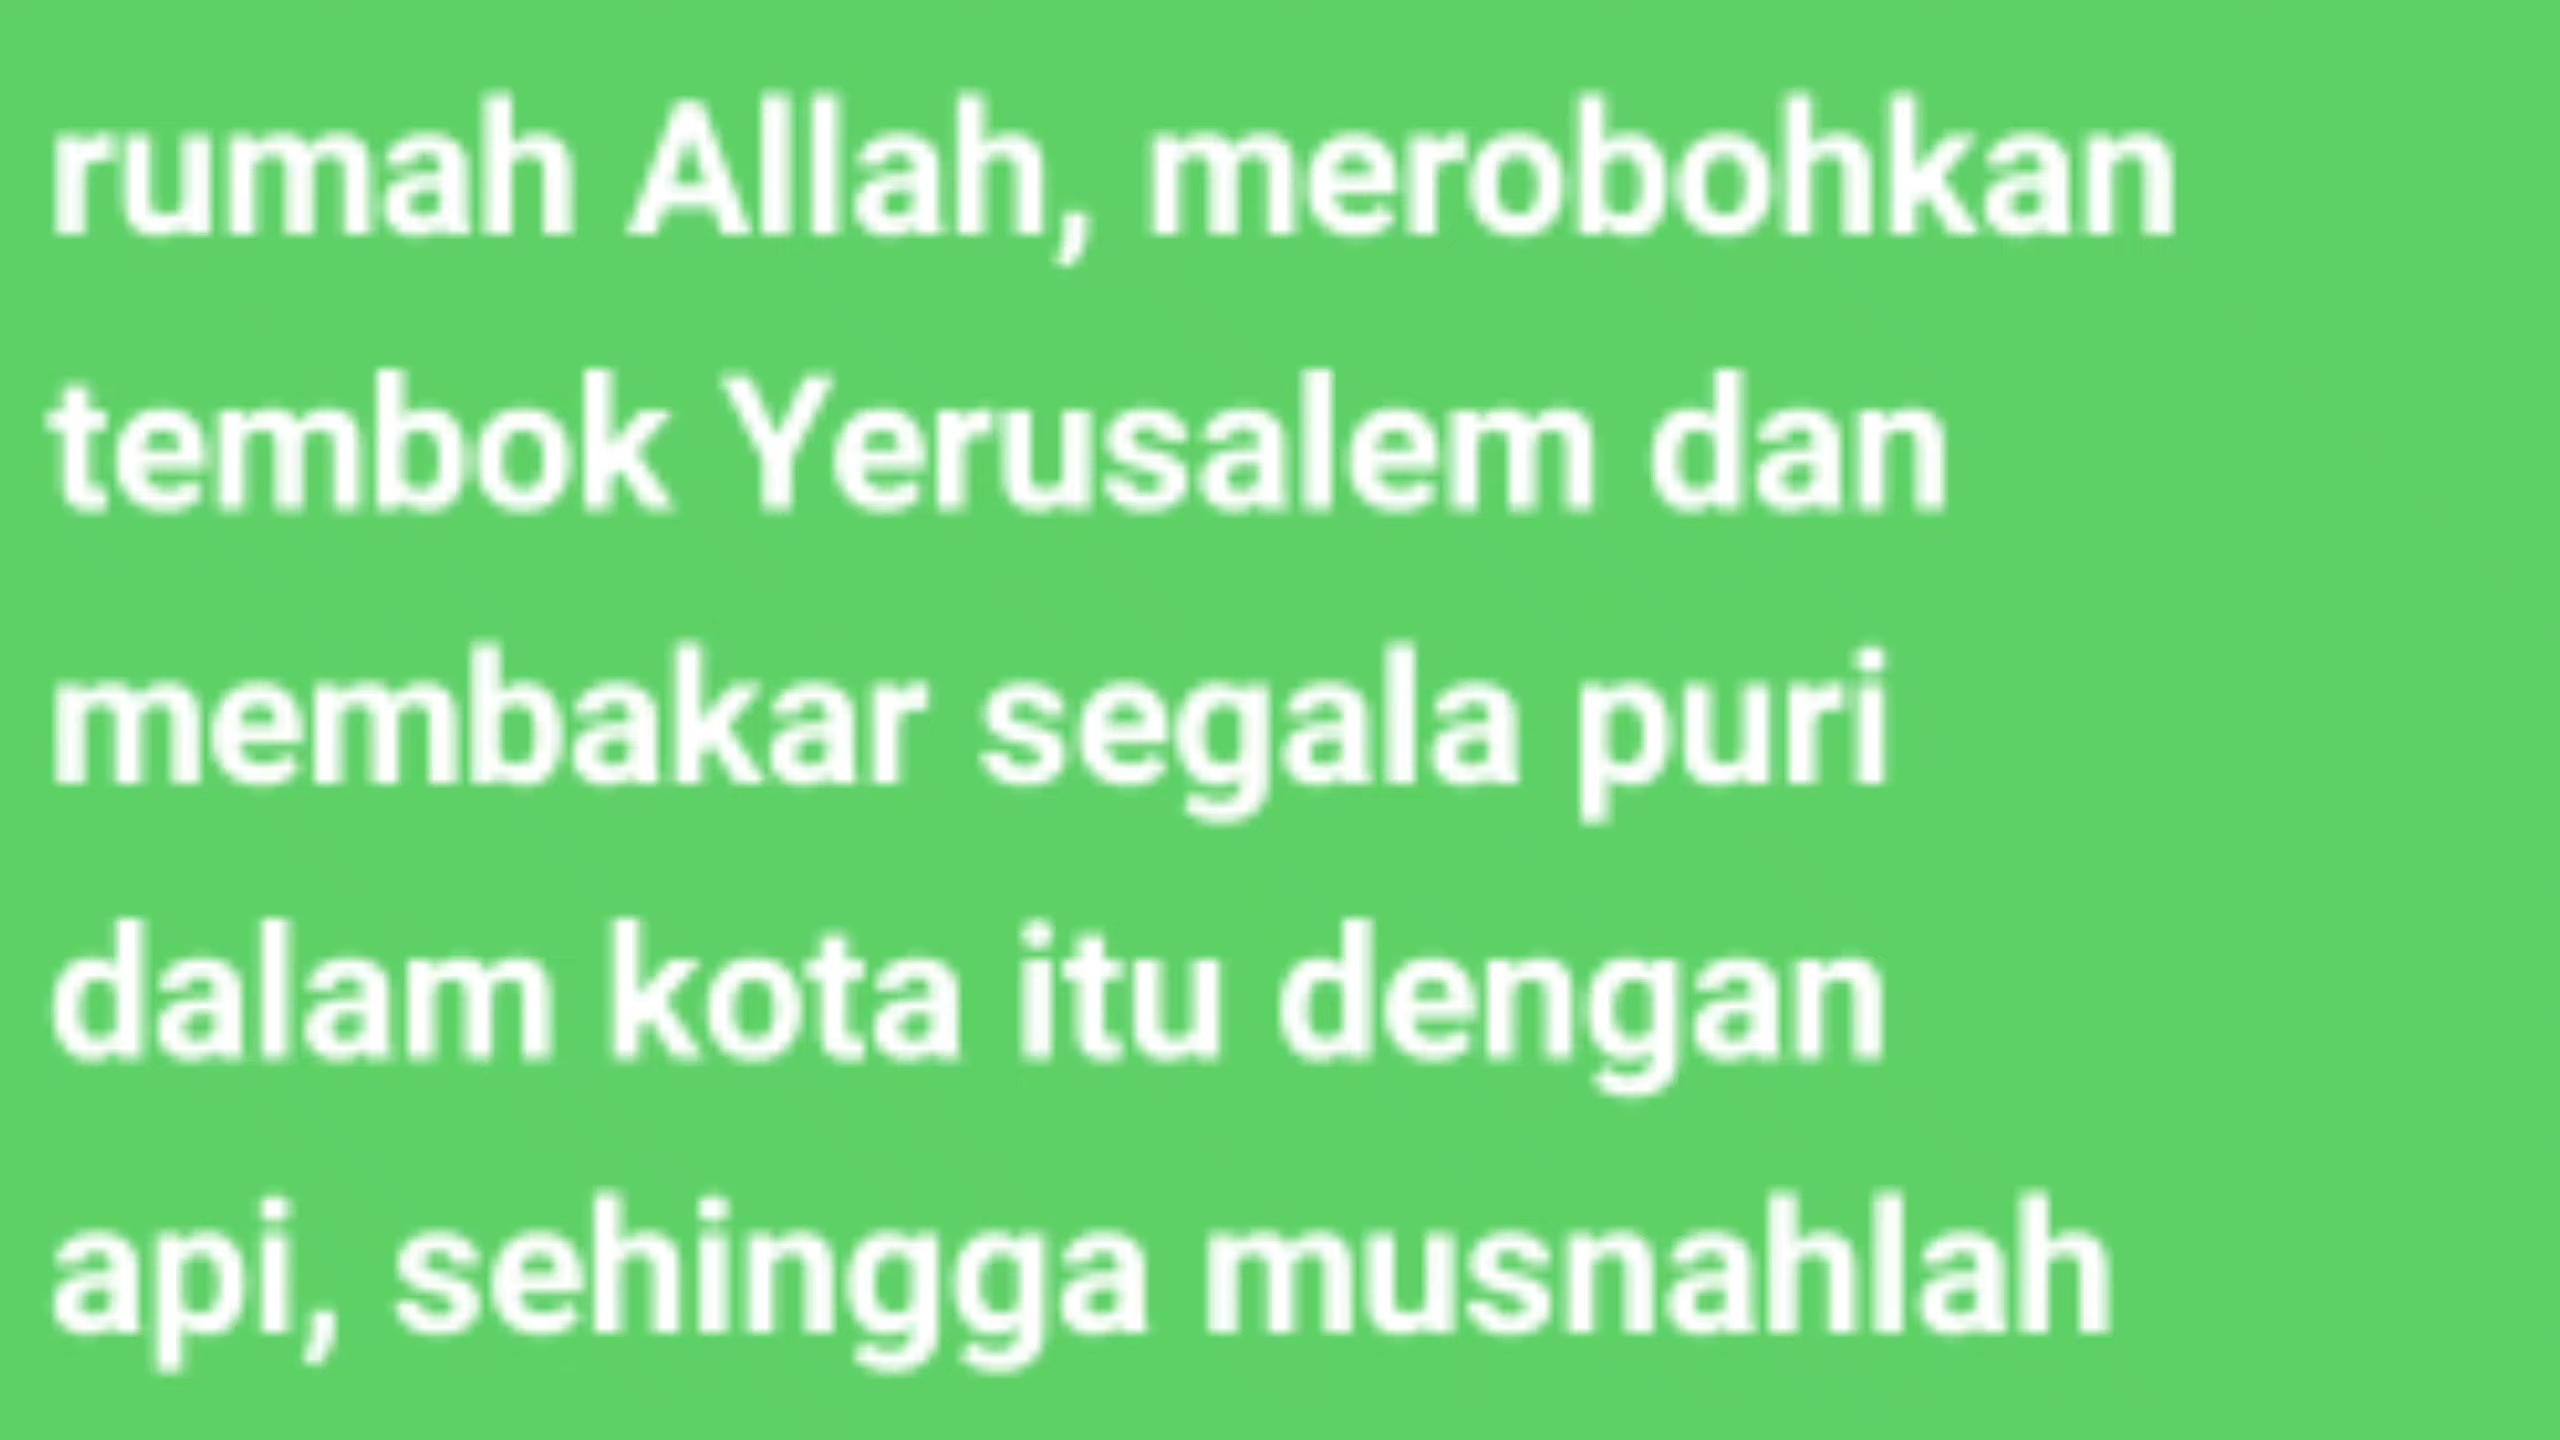 rumah Allah, merobohkan
tembok Yerusalem dan
membakar segala puri
dalam kota itu dengan
api, sehingga musnahlah